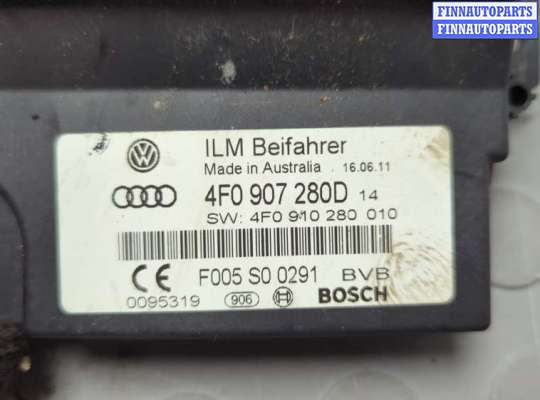 FINNAUTOPARTS
FINNAUTOPARTS
ILM Beifahrer
Made in Australia 16.06.11
4F0 907 280D 14
SW: 4F0 910 280 010
CE F005 S0 0291 BVB
0095319 906 BOSCH